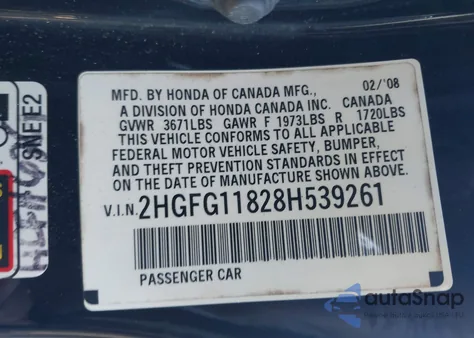 MFD. BY HONDA OF CANADA MFG., 02/'08
A DIVISION OF HONDA CANADA INC. CANADA
GVWR 3671LBS GAWR F 1973LBS R 1720LBS
THIS VEHICLE CONFORMS TO ALL APPLICABLE
FEDERAL MOTOR VEHICLE SAFETY, BUMPER,
AND THEFT PREVENTION STANDARDS IN EFFECT
ON THE DATE OF MANUFACTURE SHOWN ABOVE.
V.I.N. 2HGFG11828H539261
PASSENGER CAR
SNE E2
autoSnap